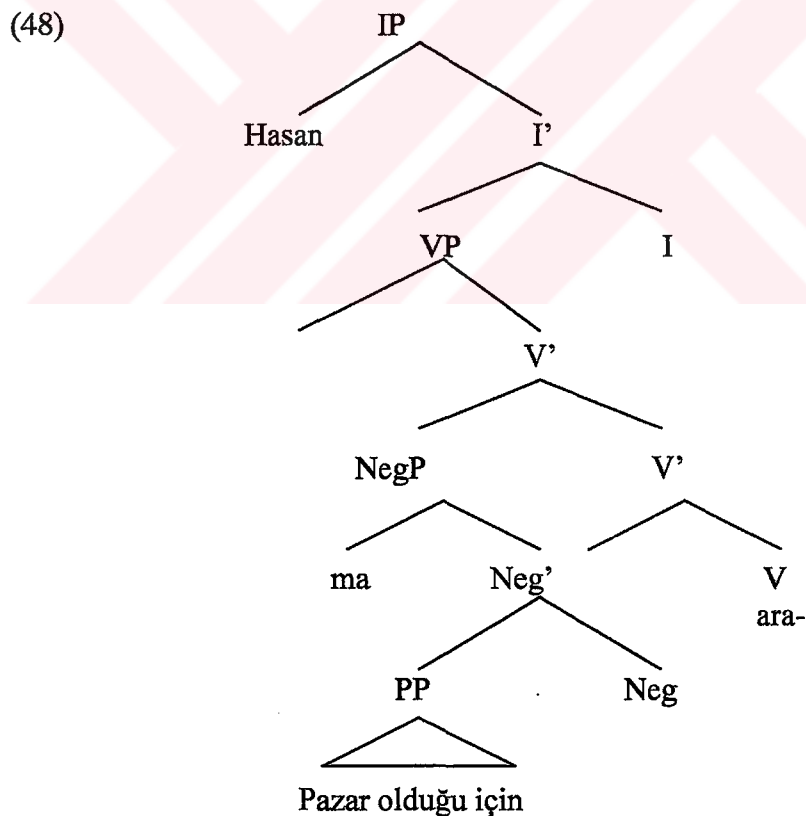 (48) IP
Hasan I’
VP I
V’
NegP V’
ma Neg’ V
ara-
PP Neg
Pazar olduğu için